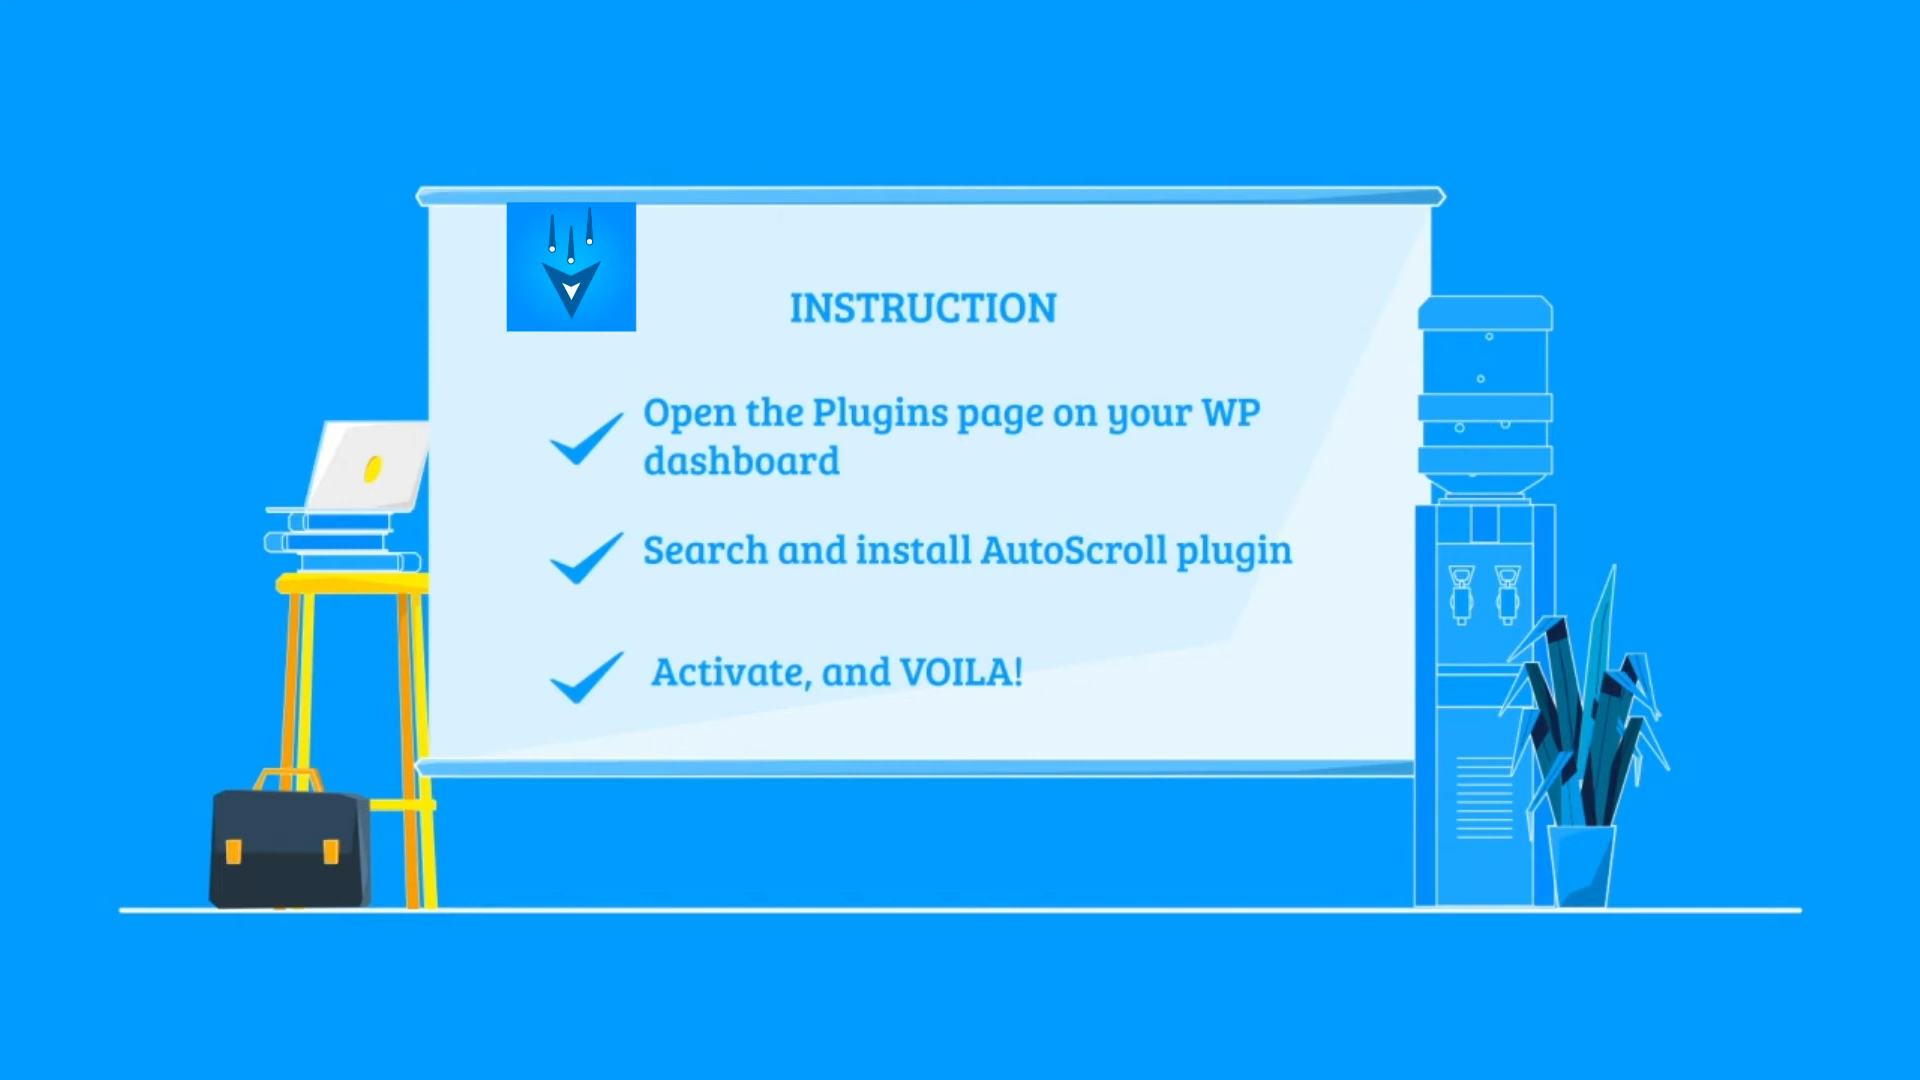 INSTRUCTION
Open the Plugins page on your WP
dashboard
Search and install AutoScroll plugin
Activate, and VOILA!